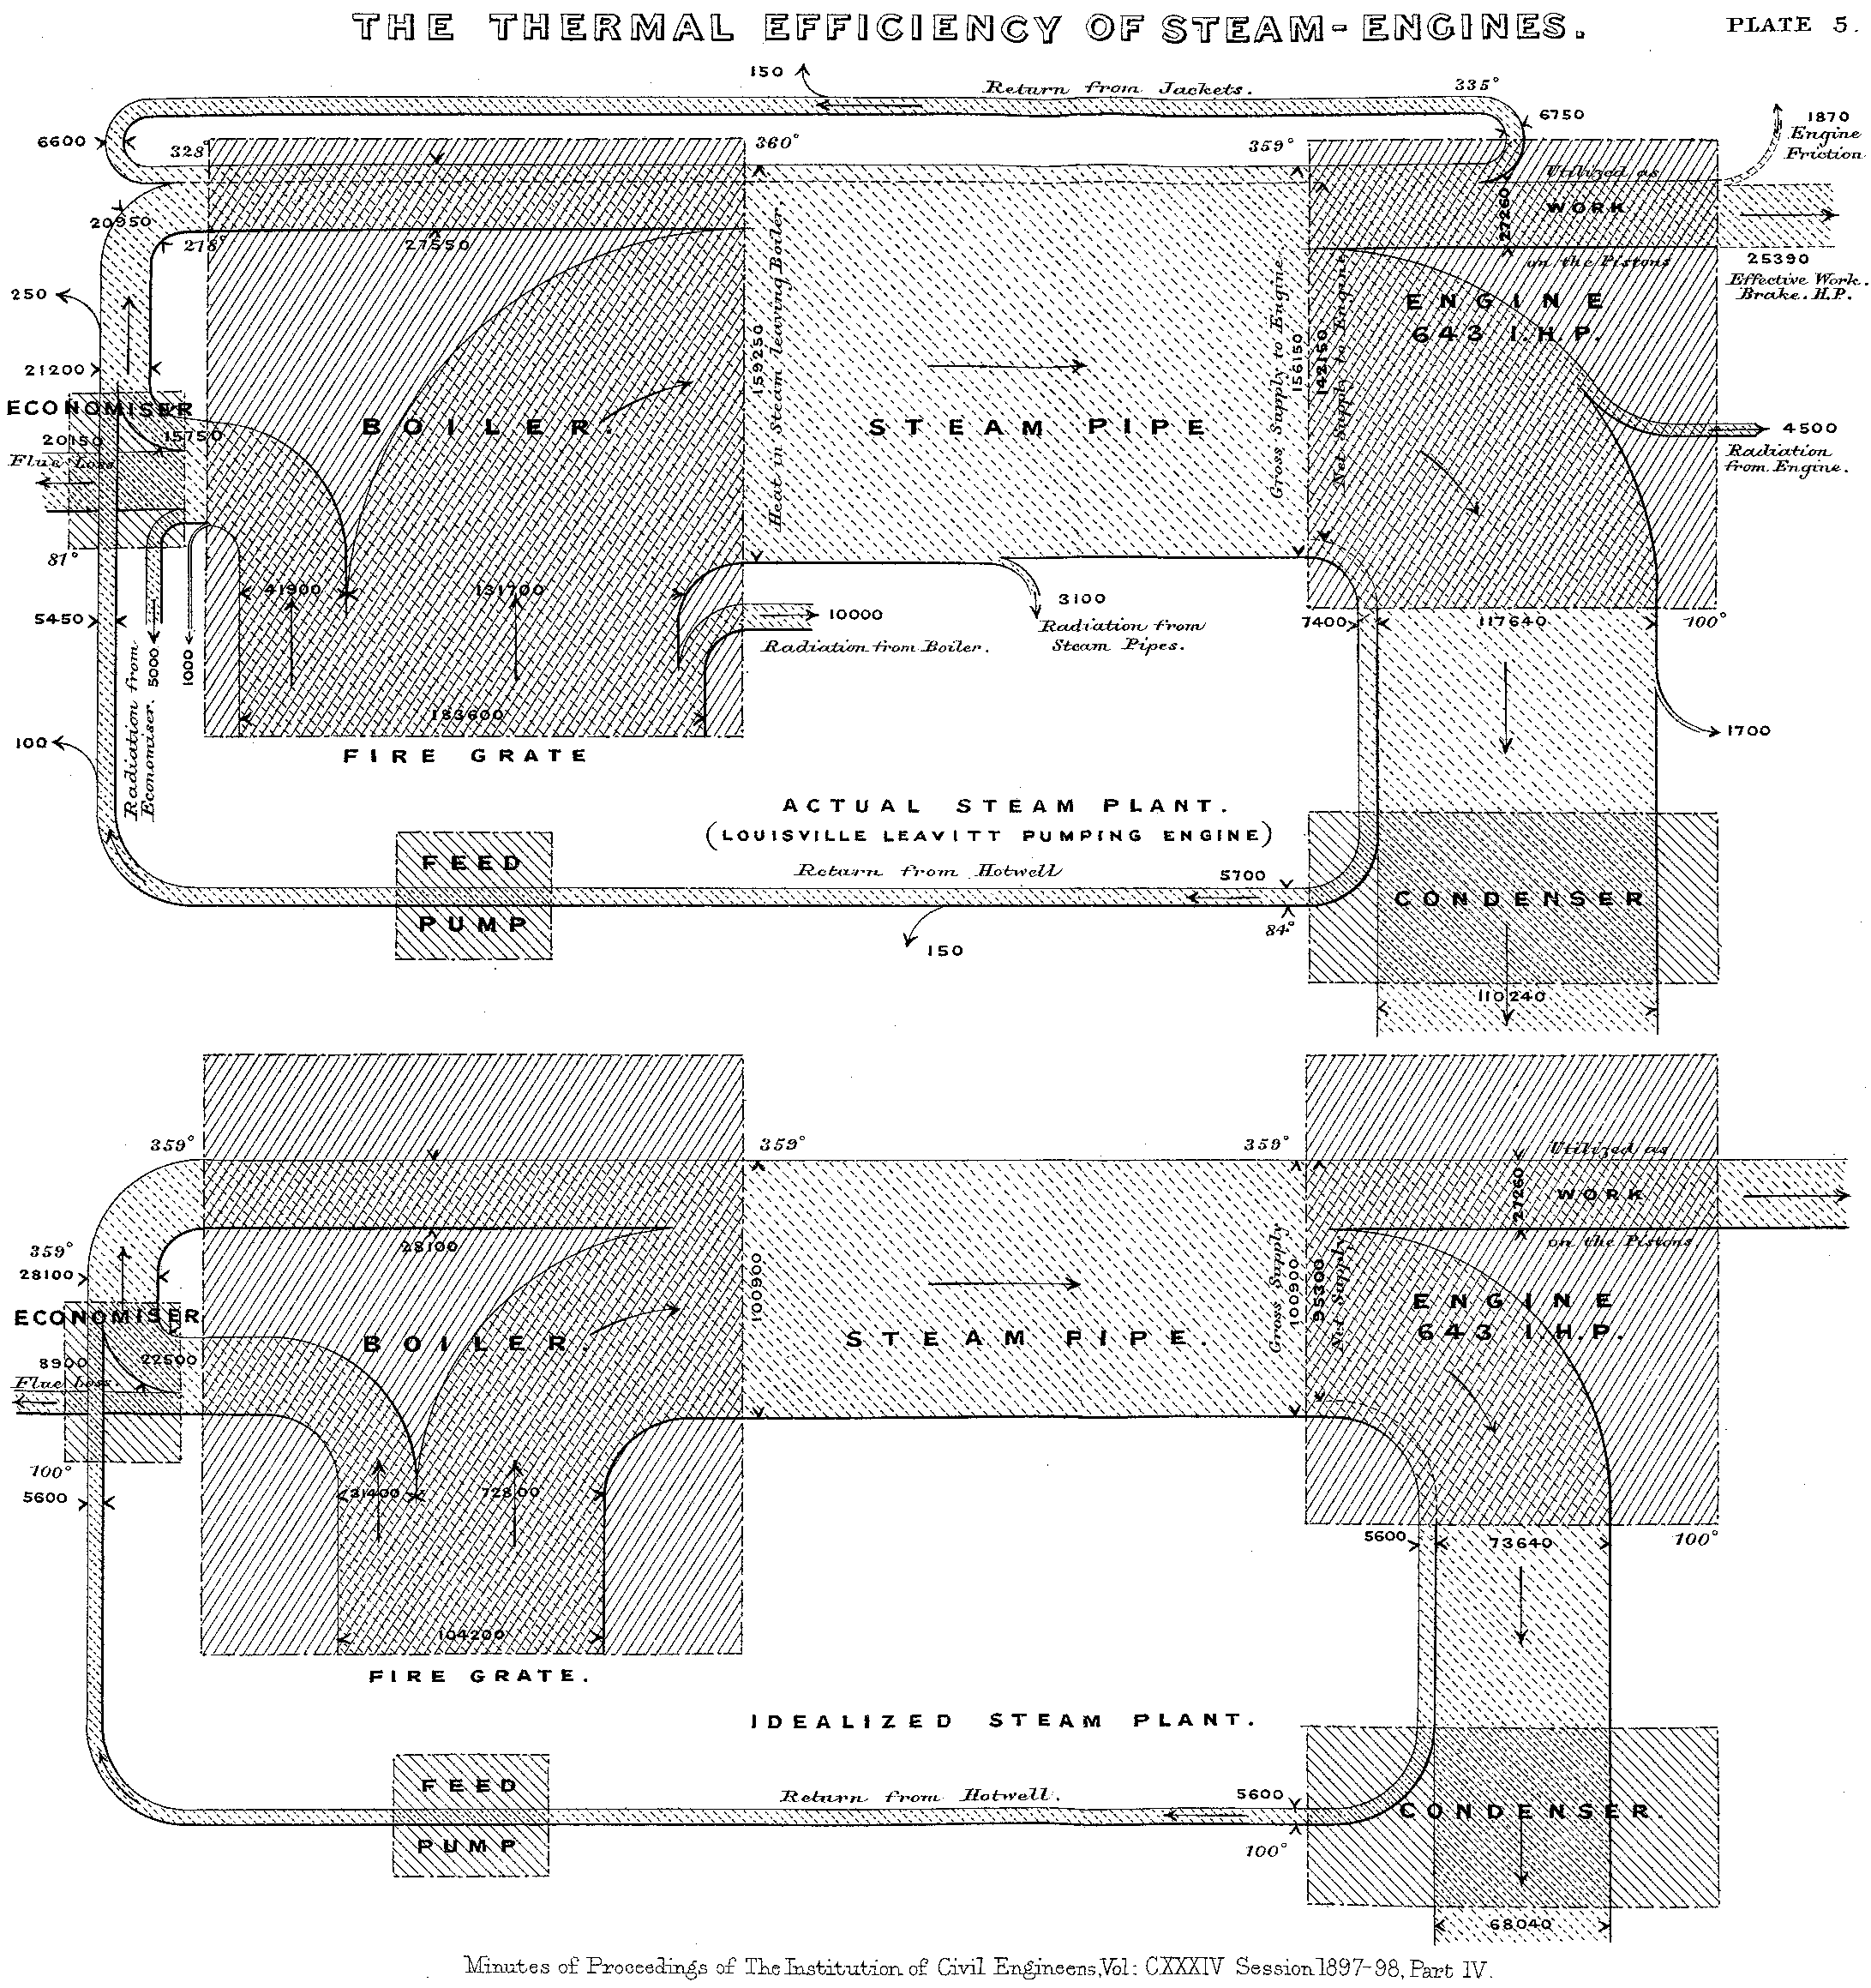 THE THERMAL EFFICIENCY OF STEAM-ENGINES.
PLATE 5.
150
Return from Jackets.
335°
6750
1870
Engine
Friction
6600
328°
360°
359°
Utilized as
WORK
27260
on the Pistons
25390
Effective Work.
Brake. H.P.
20950
278°
27550
250
21200
ECONOMISER
20150
15750
Flue Loss
81°
BOILER.
159250
Heat in Steam leaving Boiler.
STEAM PIPE
Gross Supply to Engine
156150
142150
Net Supply to Engine
ENGINE
643 I.H.P.
4500
Radiation
from Engine.
41900
131700
5450
5000
1000
Radiation from
Economiser.
10000
Radiation from Boiler.
3100
Radiation from
Steam Pipes.
7400
117640
100°
183600
FIRE GRATE
100
1700
ACTUAL STEAM PLANT.
(LOUISVILLE LEAVITT PUMPING ENGINE)
Return from Hotwell
5700
84°
FEED
PUMP
150
CONDENSER
110240
359°
359°
359°
Utilized as
WORK
27260
on the Pistons
28100
359°
28100
ECONOMISER
8900
22500
Flue Loss.
100°
5600
BOILER.
100900
STEAM PIPE.
Gross Supply
100900
95300
Net Supply
ENGINE
643 I.H.P.
31400
72800
5600
73640
100°
104200
FIRE GRATE.
IDEALIZED STEAM PLANT.
FEED
PUMP
Return from Hotwell.
5600
100°
CONDENSER.
68040
Minutes of Proceedings of The Institution of Civil Engineers, Vol: CXXXIV Session 1897-98, Part IV.